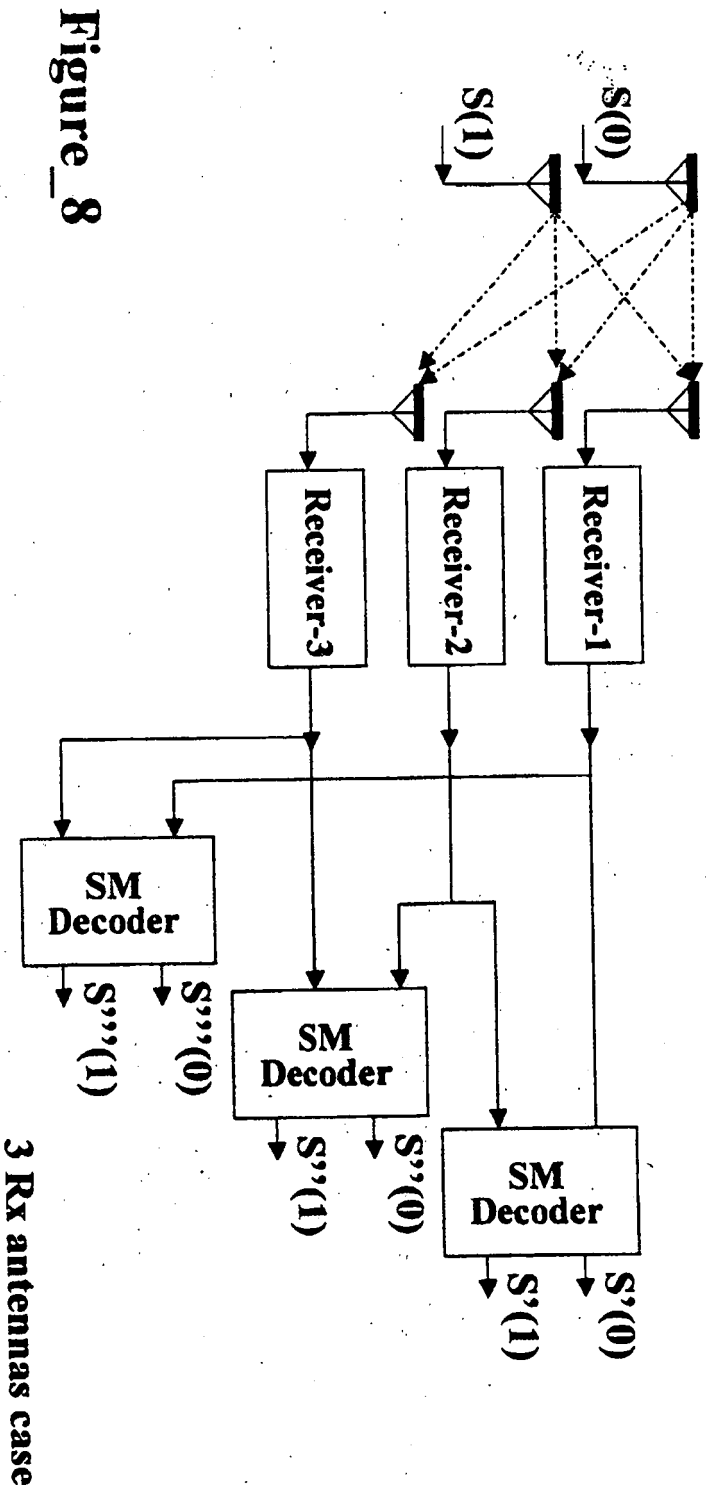 S(0)
S(1)
Receiver-1
Receiver-2
Receiver-3
SM
Decoder
S'(0)
S'(1)
SM
Decoder
S’’(0)
S’’(1)
SM
Decoder
S’’’(0)
S’’’(1)
3 Rx antennas case
Figure_8